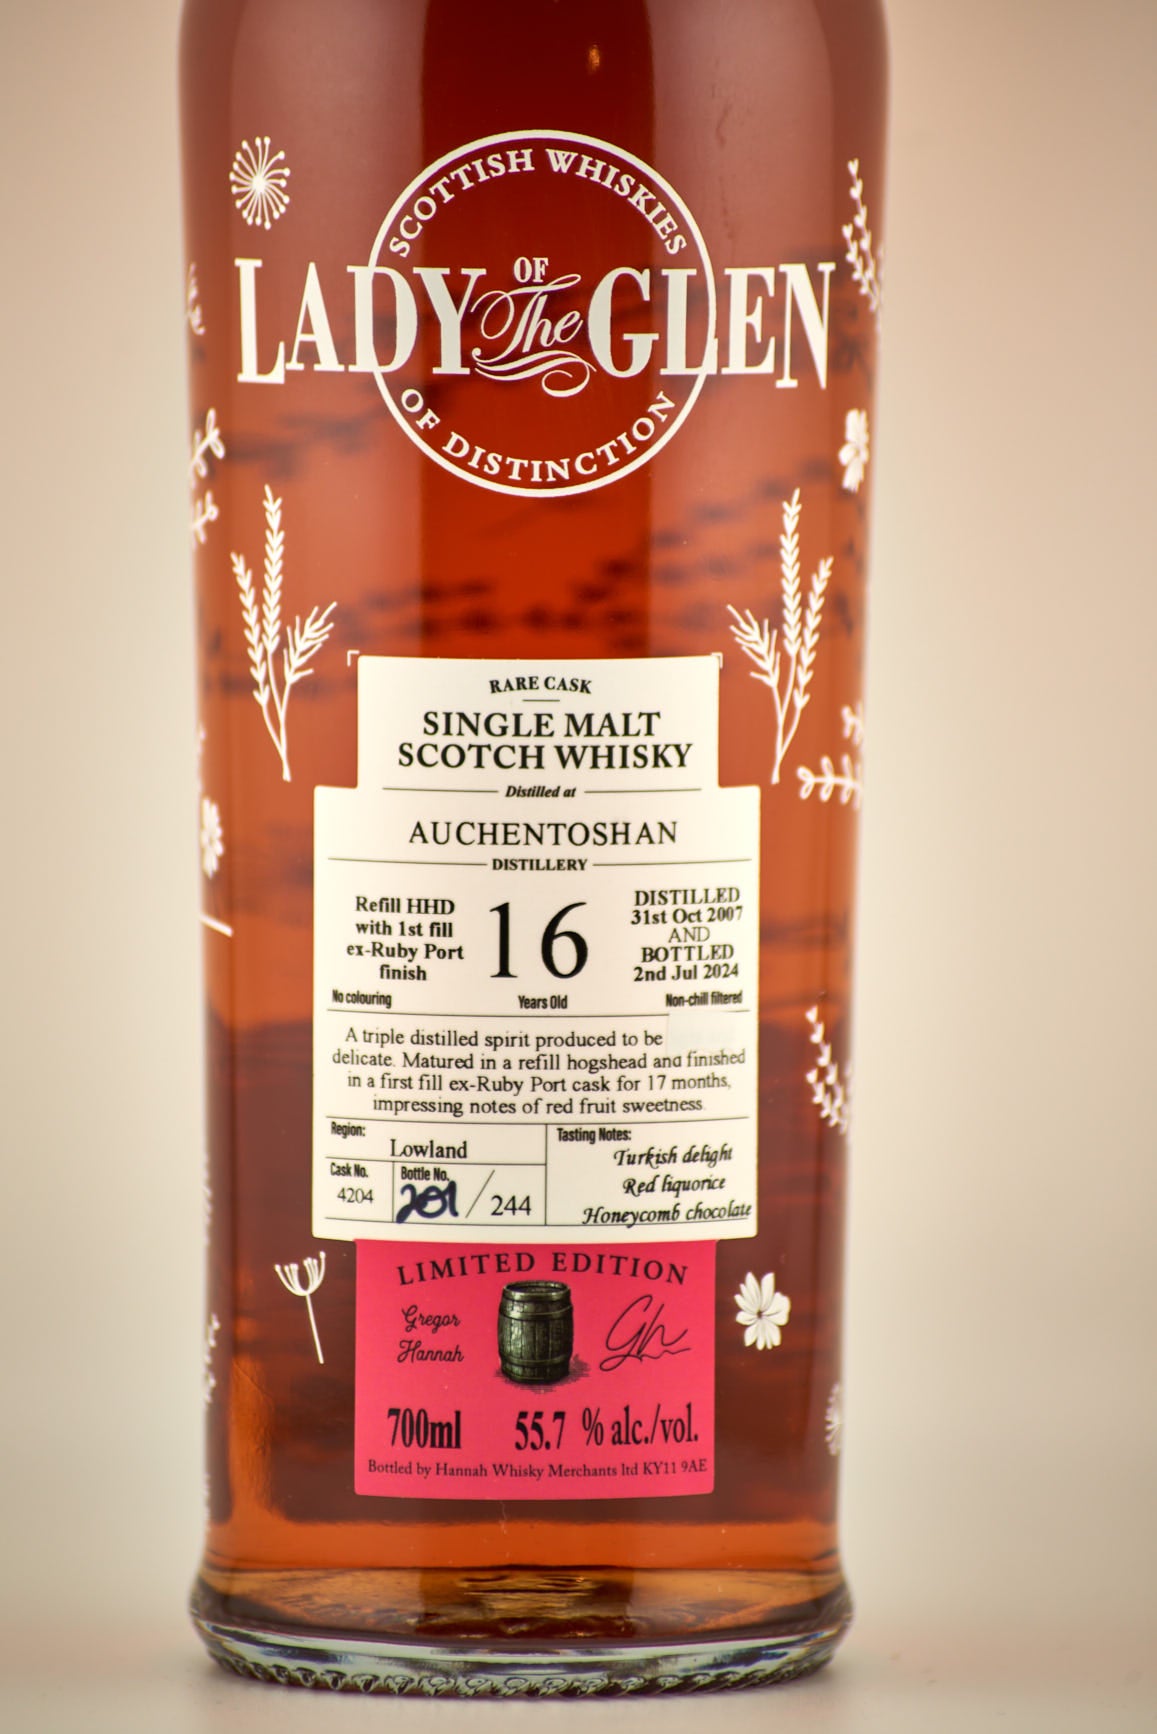 SCOTTISH WHISKIES
LADY OF The GLEN
OF DISTINCTION
RARE CASK
SINGLE MALT
SCOTCH WHISKY
Distilled at
AUCHENTOSHAN
DISTILLERY
Refill HHD
with 1st fill
ex-Ruby Port
finish
16
DISTILLED
31st Oct 2007
AND
BOTTLED
2nd Jul 2024
No colouring
Years Old
Non-chill filtered
A triple distilled spirit produced to be
delicate. Matured in a refill hogshead and finished
in a first fill ex-Ruby Port cask for 17 months,
impressing notes of red fruit sweetness.
Region:
Lowland
Cask No.
4204
Bottle No.
201/244
Tasting Notes:
Turkish delight
Red liquorice
Honeycomb chocolate
LIMITED EDITION
Gregor
Hannah
700ml
55.7 % alc./vol.
Bottled by Hannah Whisky Merchants ltd KY11 9AE